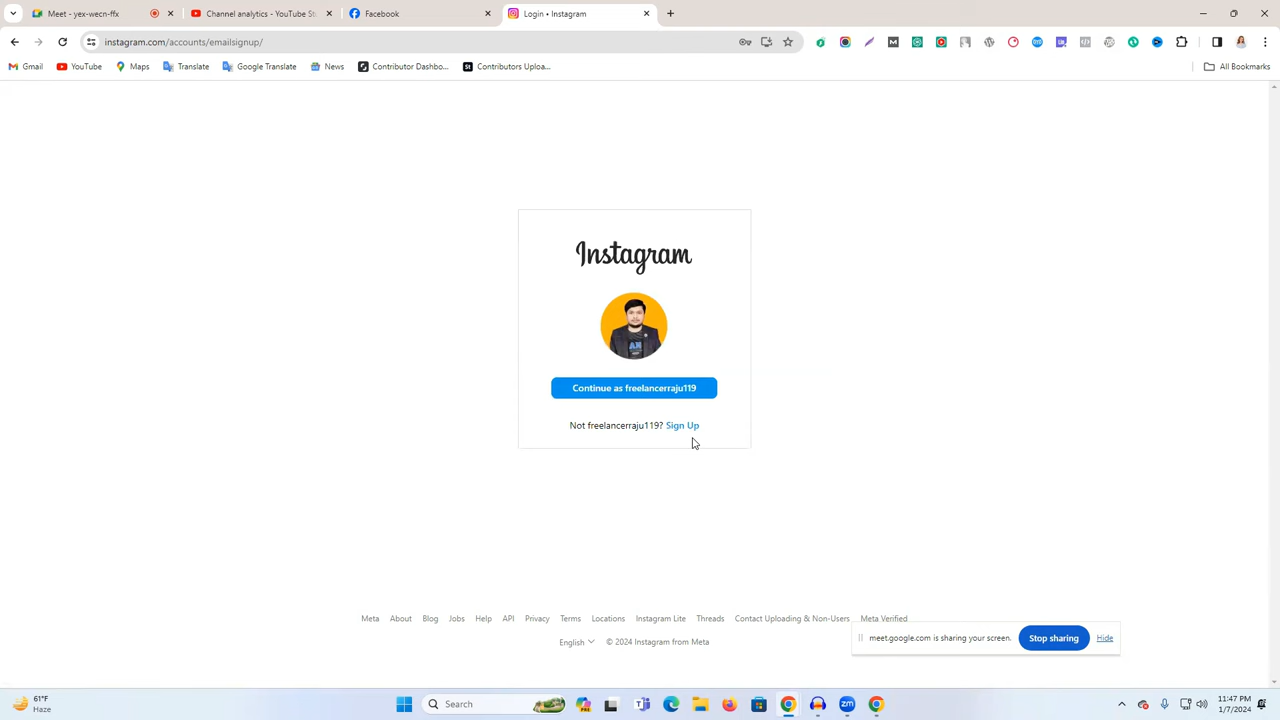 Meet - yex-wern-ffx
Channel analytics - YouTube St
Facebook
Login • Instagram
instagram.com/accounts/emailsignup/
Gmail
YouTube
Maps
Translate
Google Translate
News
Contributor Dashbo...
Contributors Uploa...
All Bookmarks
Instagram
Continue as freelancerraju119
Not freelancerraju119? Sign Up
Meta
About
Blog
Jobs
Help
API
Privacy
Terms
Locations
Instagram Lite
Threads
Contact Uploading & Non-Users
Meta Verified
English
© 2024 Instagram from Meta
meet.google.com is sharing your screen.
Stop sharing
Hide
61°F
Haze
Search
zm
11:47 PM
1/7/2024